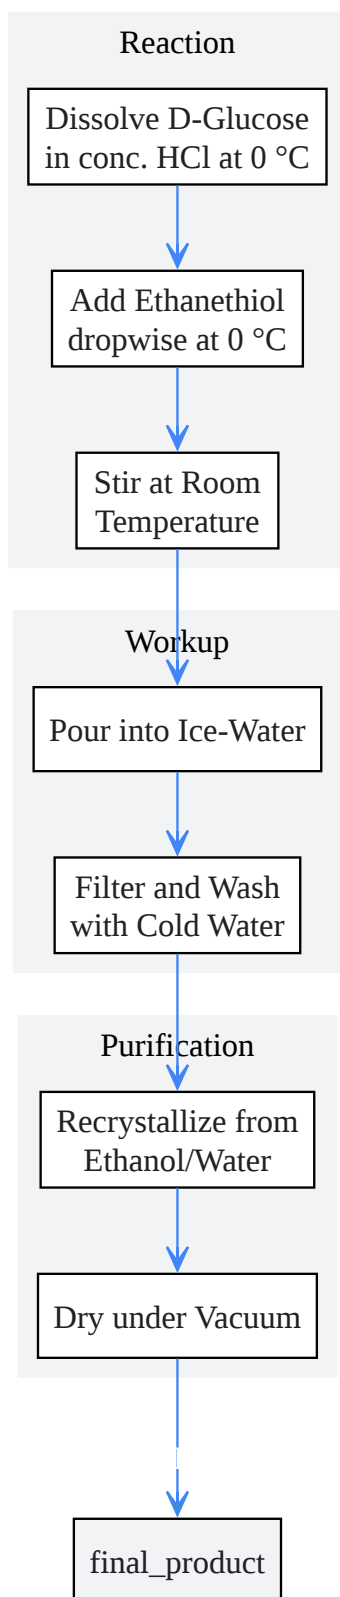 Reaction
Dissolve D-Glucose
in conc. HCl at 0 °C
Add Ethanethiol
dropwise at 0 °C
Stir at Room
Temperature
Workup
Pour into Ice-Water
Filter and Wash
with Cold Water
Purification
Recrystallize from
Ethanol/Water
Dry under Vacuum
final_product